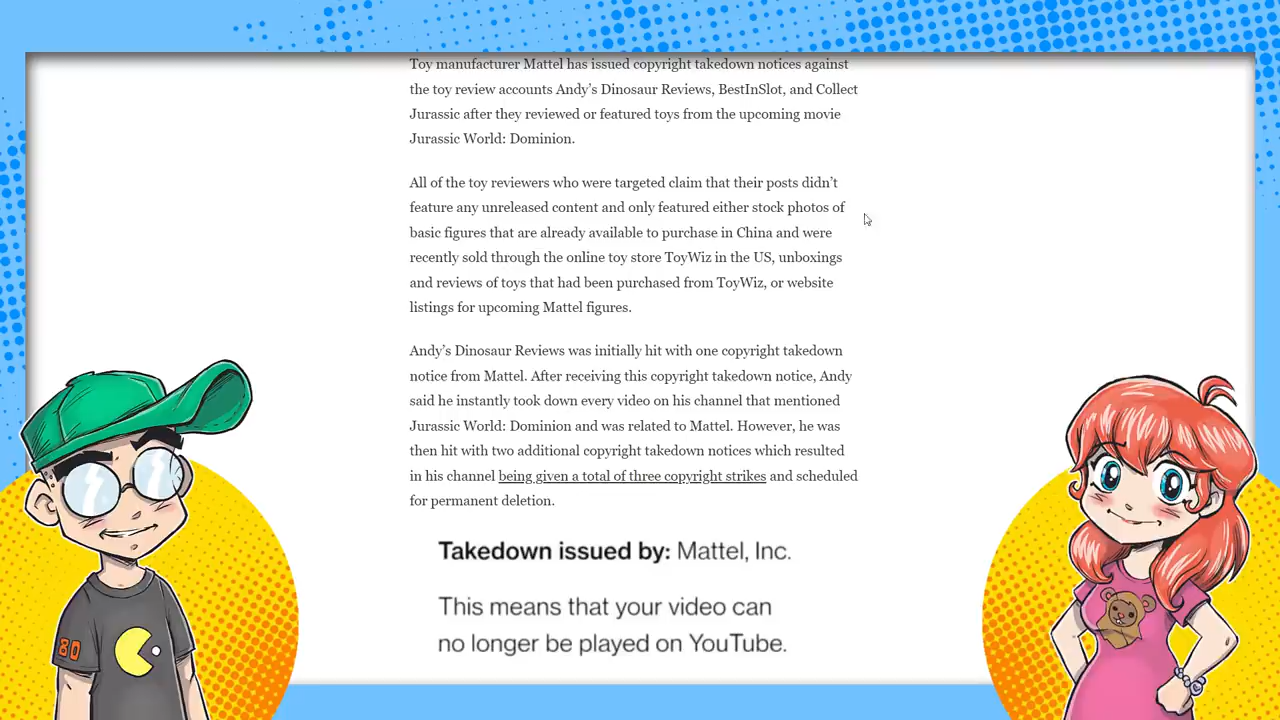 Toy manufacturer Mattel has issued copyright takedown notices against
the toy review accounts Andy’s Dinosaur Reviews, BestInSlot, and Collect
Jurassic after they reviewed or featured toys from the upcoming movie
Jurassic World: Dominion.
All of the toy reviewers who were targeted claim that their posts didn’t
feature any unreleased content and only featured either stock photos of
basic figures that are already available to purchase in China and were
recently sold through the online toy store ToyWiz in the US, unboxings
and reviews of toys that had been purchased from ToyWiz, or website
listings for upcoming Mattel figures.
Andy’s Dinosaur Reviews was initially hit with one copyright takedown
notice from Mattel. After receiving this copyright takedown notice, Andy
said he instantly took down every video on his channel that mentioned
Jurassic World: Dominion and was related to Mattel. However, he was
then hit with two additional copyright takedown notices which resulted
in his channel being given a total of three copyright strikes and scheduled
for permanent deletion.
Takedown issued by: Mattel, Inc.
This means that your video can
no longer be played on YouTube.
80